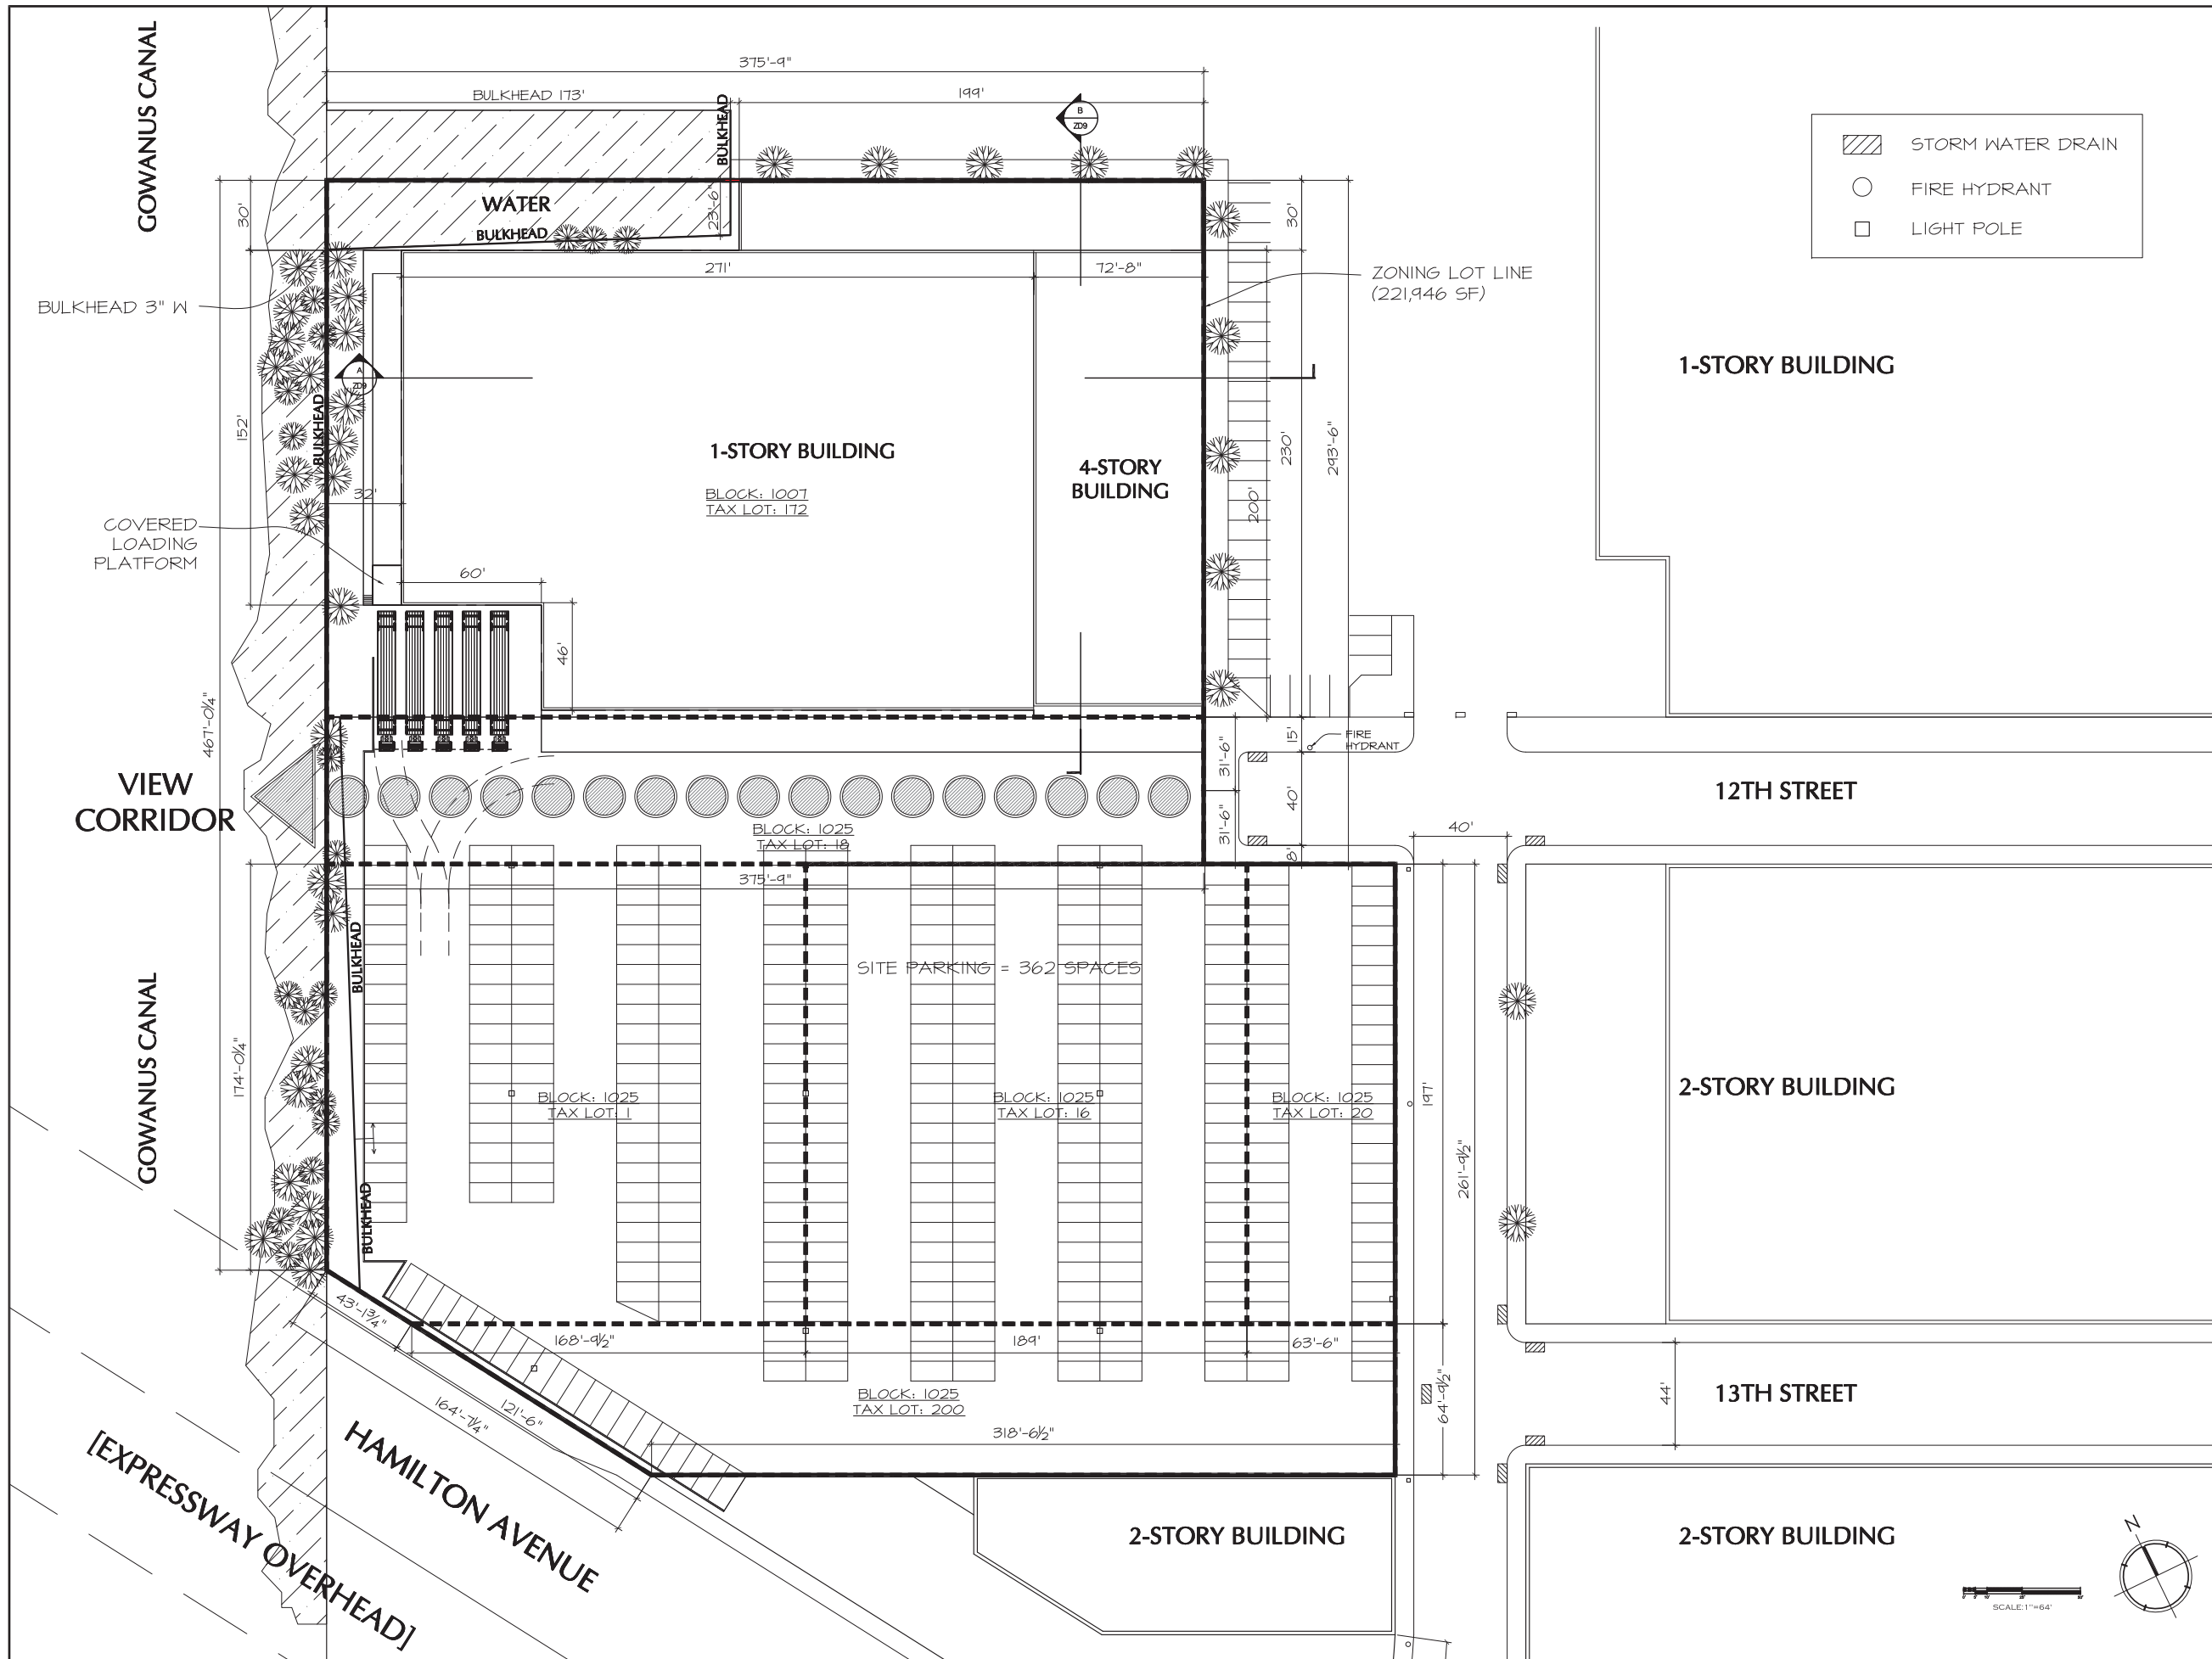 GOWANUS CANAL
375'-9"
BULKHEAD 173'
199'
BULKHEAD
B
ZD9
STORM WATER DRAIN
FIRE HYDRANT
LIGHT POLE
30'
WATER
BULKHEAD
23'-6"
30'
271'
72'-8"
ZONING LOT LINE
(221,946 SF)
BULKHEAD 3" W
1-STORY BUILDING
A
ZD9
152'
BULKHEAD
1-STORY BUILDING
BLOCK: 1007
TAX LOT: 172
4-STORY
BUILDING
230'
293'-6"
200'
32'
COVERED
LOADING
PLATFORM
60'
46'
467'-0¼"
FIRE
HYDRANT
31'-6"
15'
VIEW
CORRIDOR
12TH STREET
40'
31'-6"
8'
40'
BLOCK: 1025
TAX LOT: 18
375'-9"
BULKHEAD
SITE PARKING = 362 SPACES
GOWANUS CANAL
174'-0¼"
BLOCK: 1025
TAX LOT: 1
BLOCK: 1025
TAX LOT: 16
BLOCK: 1025
TAX LOT: 20
197'
261'-9½"
2-STORY BUILDING
BULKHEAD
43'-1¾"
168'-9½"
189'
63'-6"
64'-9½"
BLOCK: 1025
TAX LOT: 200
44'
13TH STREET
121'-6"
164'-7¼"
318'-6½"
HAMILTON AVENUE
[EXPRESSWAY OVERHEAD]
2-STORY BUILDING
2-STORY BUILDING
N
SCALE:1"=64'